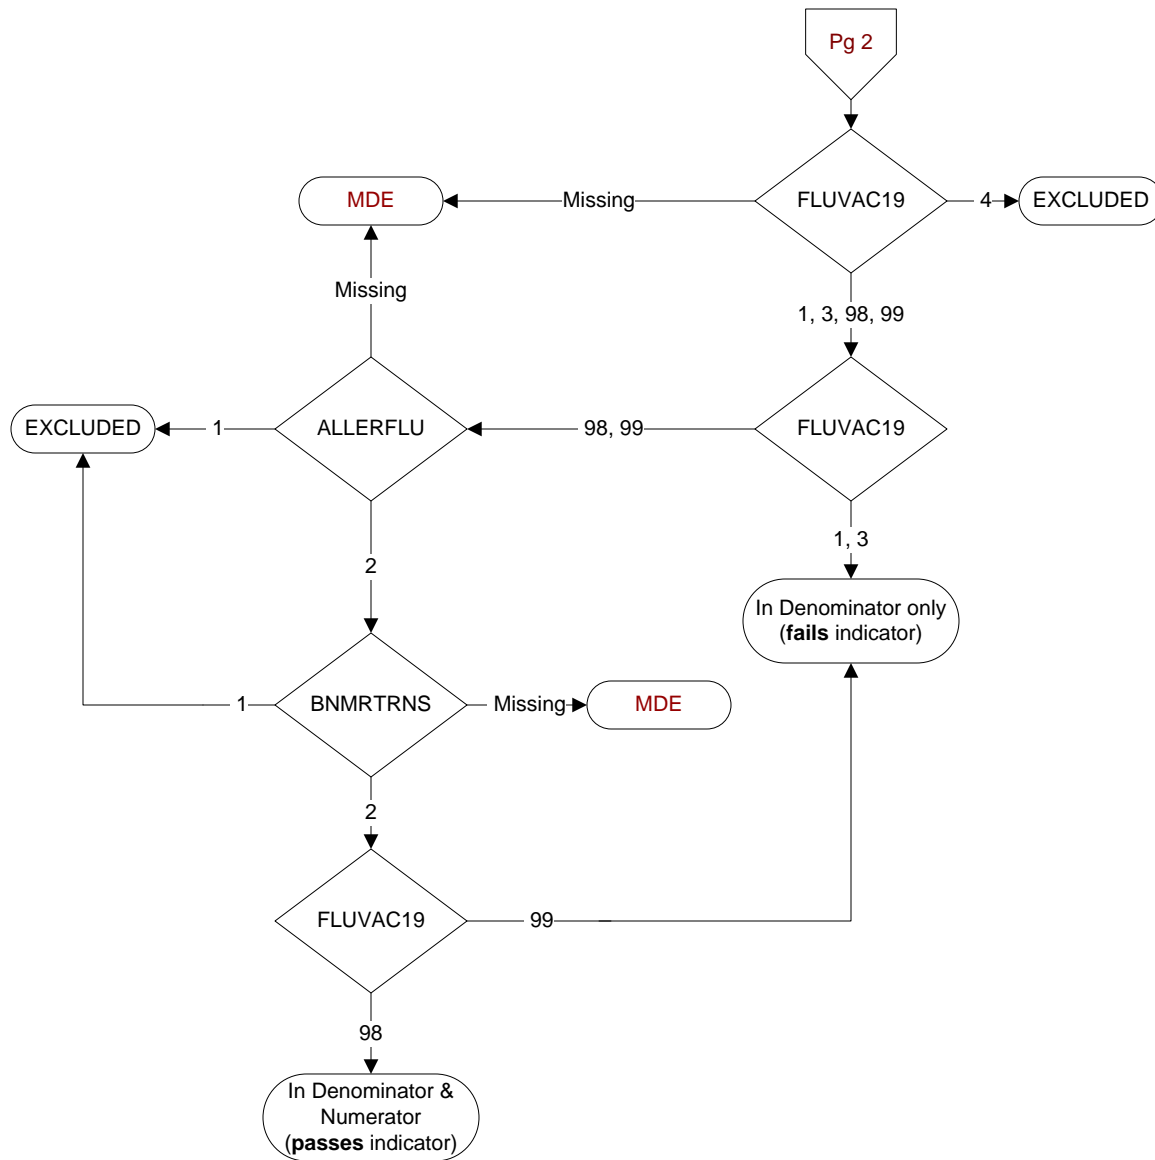 Pg 2
MDE
Missing
FLUVAC19
4
EXCLUDED
Missing
1, 3, 98, 99
EXCLUDED
1
ALLERFLU
98, 99
FLUVAC19
1, 3
2
In Denominator only
(fails indicator)
1
BNMRTRNS
Missing
MDE
2
FLUVAC19
99
98
In Denominator &
Numerator
(passes indicator)